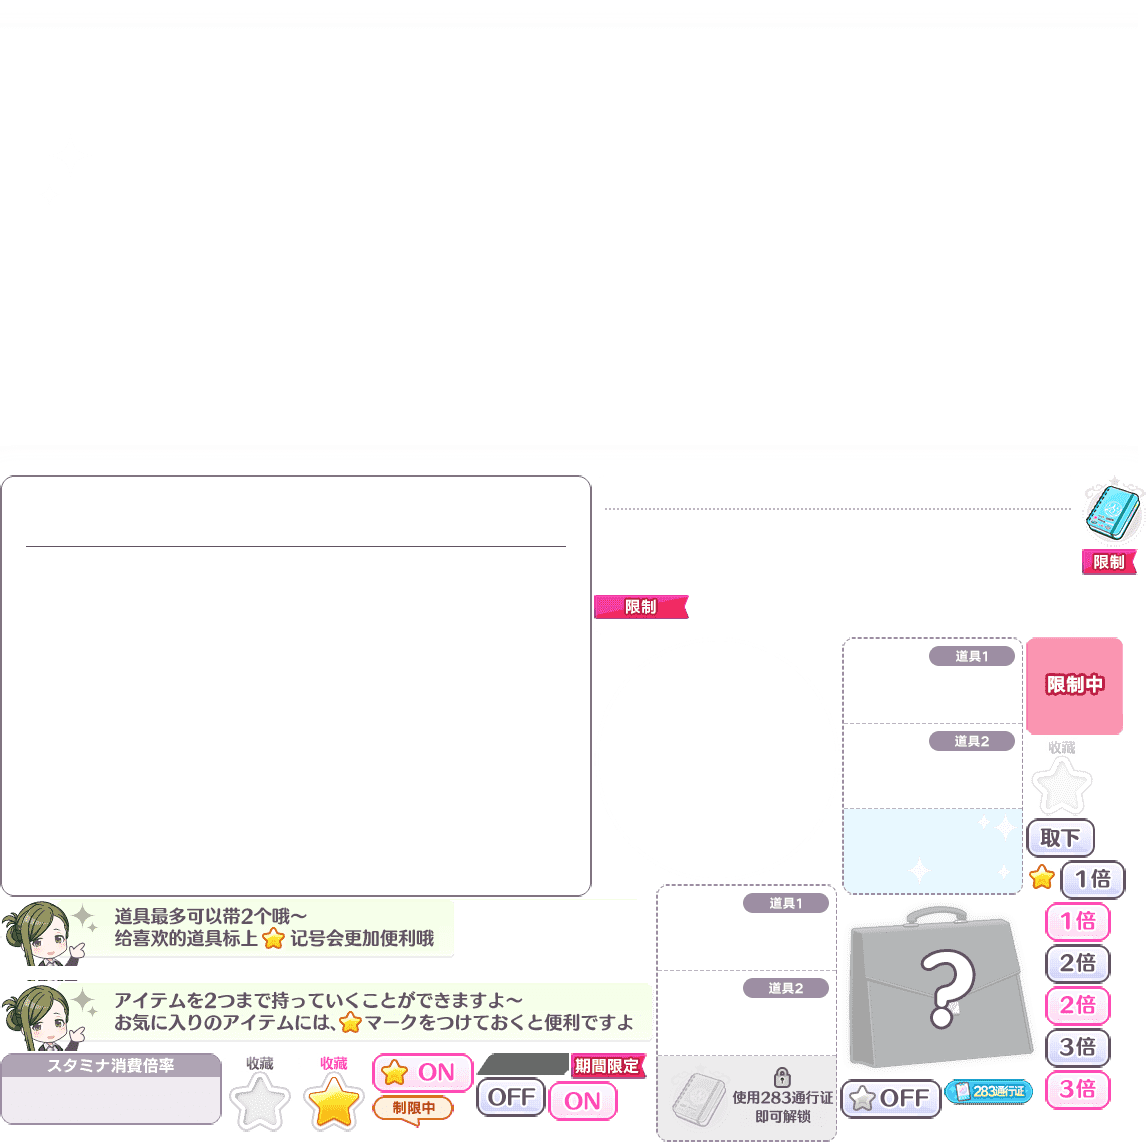 限制
限制
道具1
限制中
道具2
收藏
取下
1倍
道具最多可以带2个哦～
给喜欢的道具标上
记号会更加便利哦
道具1
1倍
2倍
道具2
アイテムを2つまで持っていくことができますよ～
お気に入りのアイテムには、
マークをつけておくと便利ですよ
2倍
3倍
スタミナ消費倍率
收藏
收藏
ON
期間限定
制限中
OFF
ON
使用283通行证
即可解锁
OFF
283通行证
3倍